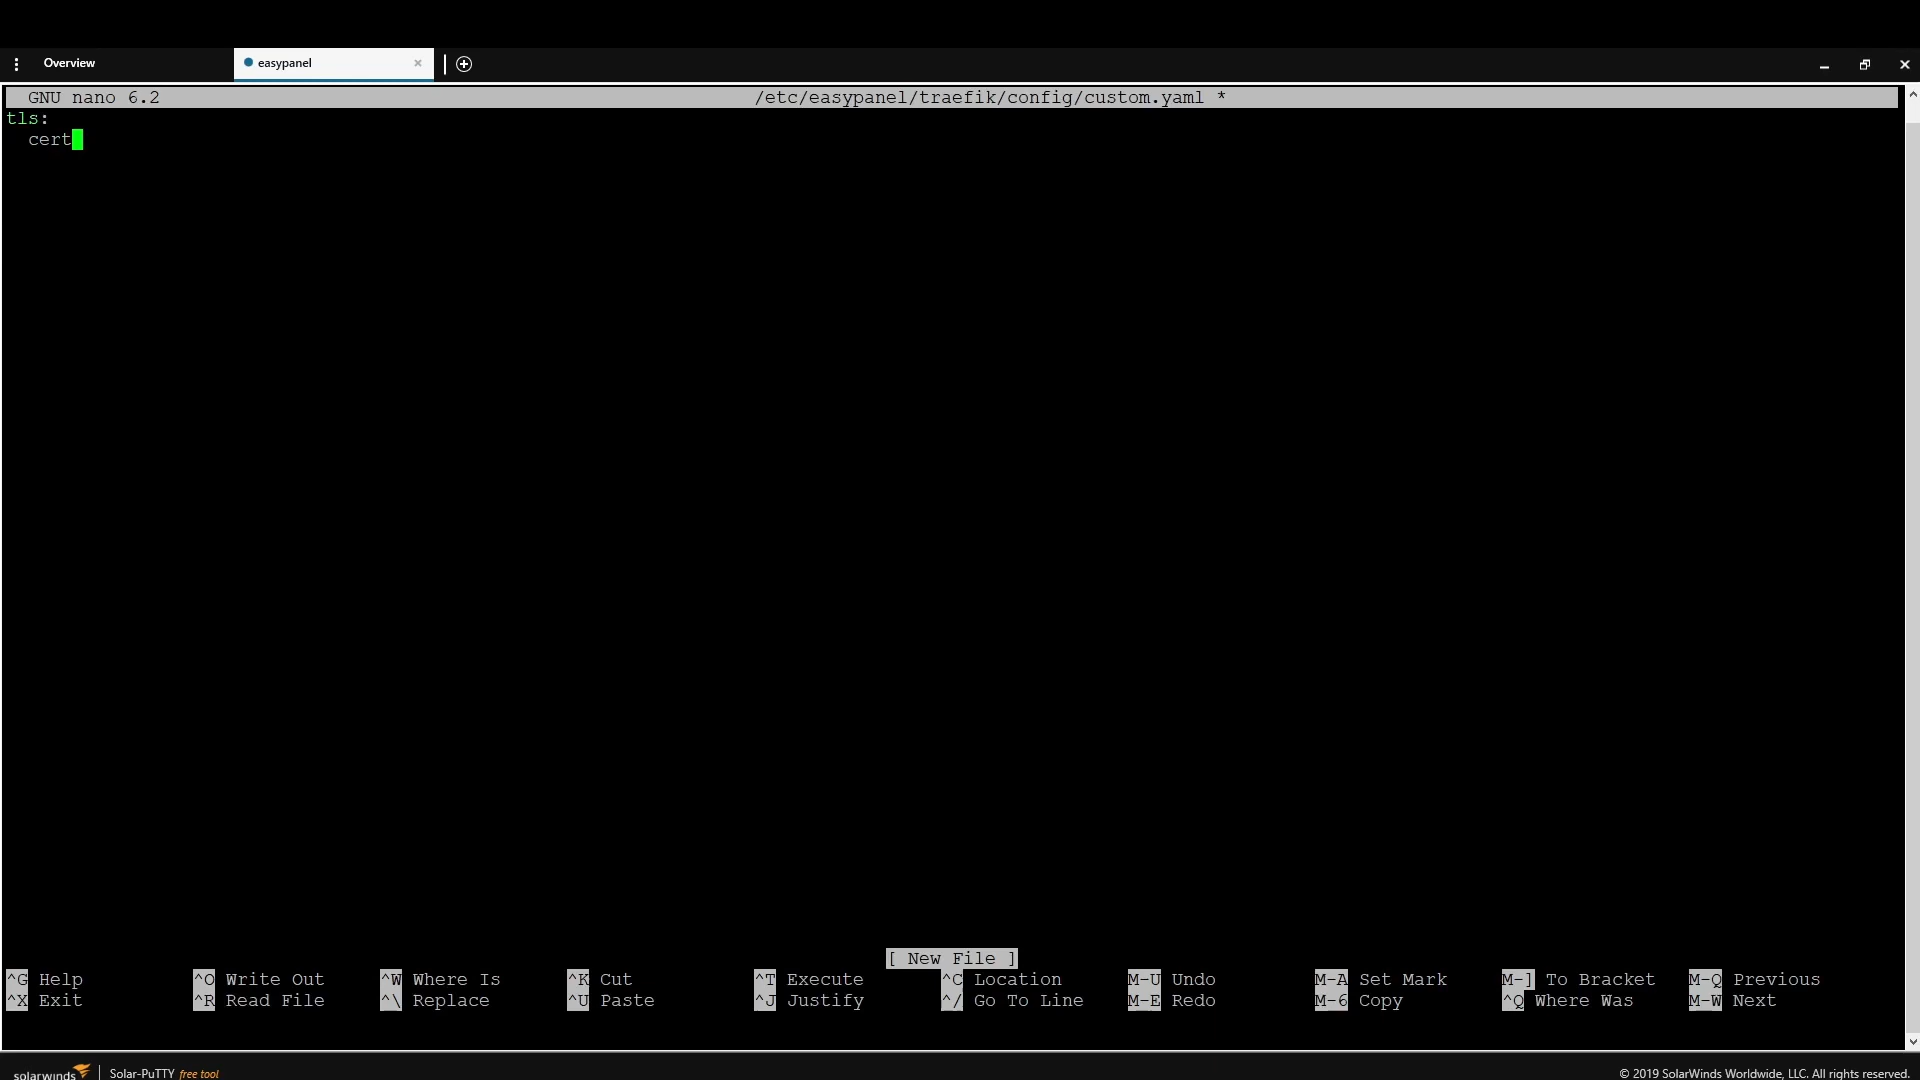 Overview easypanel
GNU nano 6.2 /etc/easypanel/traefik/config/custom.yaml *
tls:
cert
[ New File ]
^G Help ^O Write Out ^W Where Is ^K Cut ^T Execute ^C Location M-U Undo M-A Set Mark M-] To Bracket M-Q Previous
^X Exit ^R Read File ^\ Replace ^U Paste ^J Justify ^/ Go To Line M-E Redo M-6 Copy ^Q Where Was M-W Next
solarwinds | Solar-PuTTY free tool © 2019 SolarWinds Worldwide, LLC. All rights reserved.